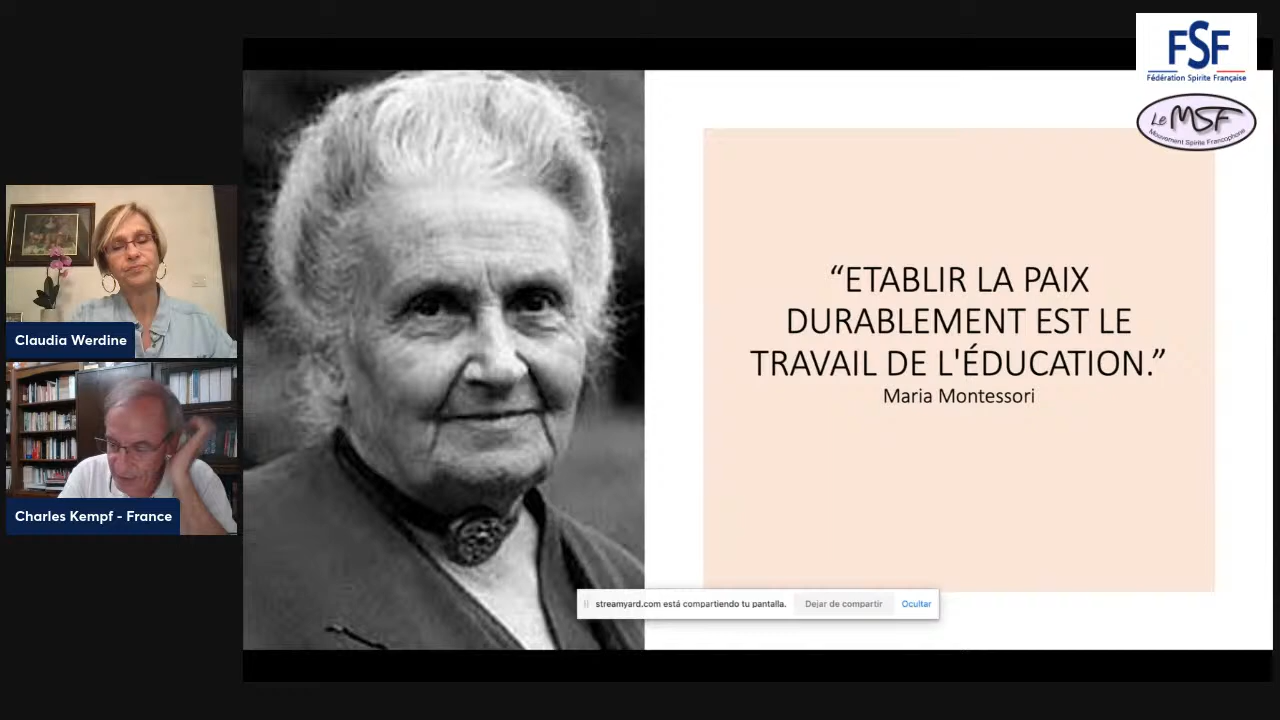 FSF
Fédération Spirite Française
Le MSF
Mouvement Spirite Francophone
“ETABLIR LA PAIX
DURABLEMENT EST LE
TRAVAIL DE L'ÉDUCATION.”
Maria Montessori
Claudia Werdine
Charles Kempf - France
streamyard.com está compartiendo tu pantalla.
Dejar de compartir
Ocultar